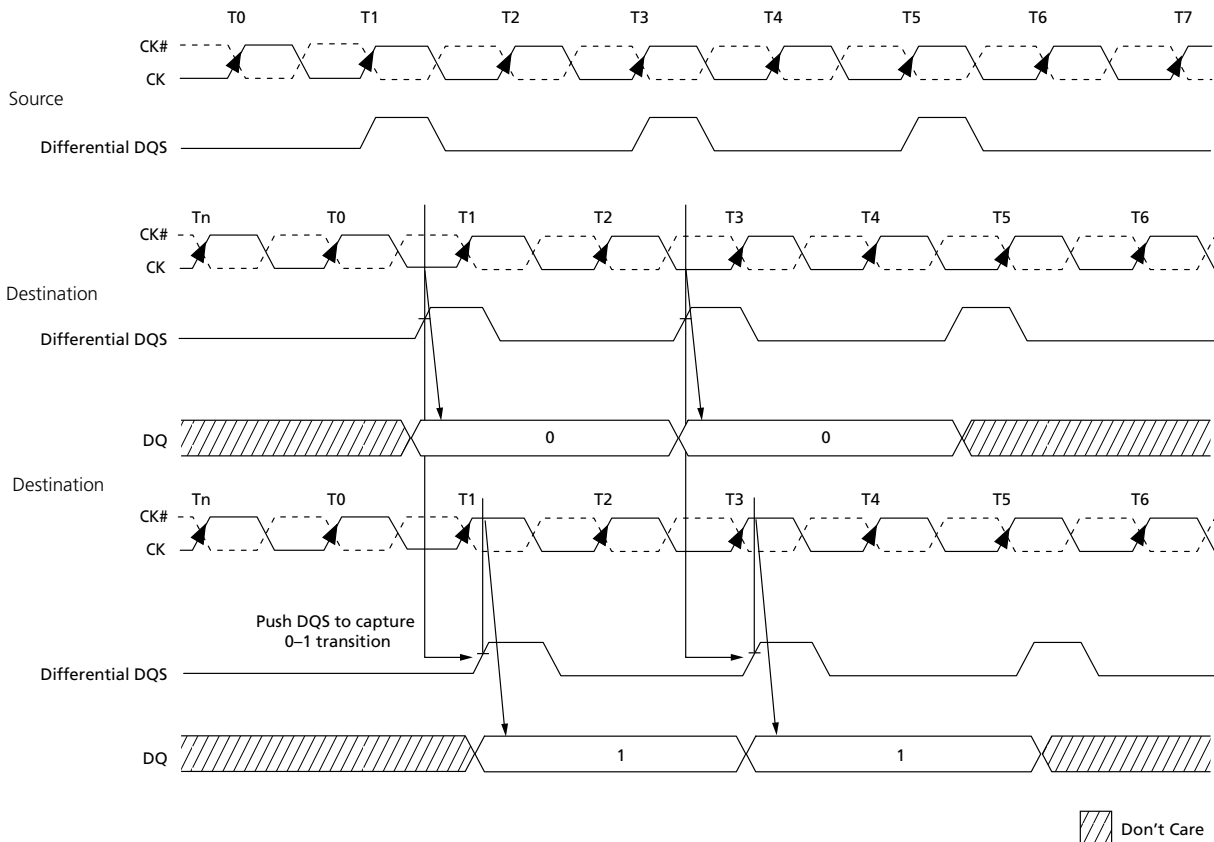 T0 T1 T2 T3 T4 T5 T6 T7
CK#
CK
Source
Differential DQS
Tn T0 T1 T2 T3 T4 T5 T6
CK#
CK
Destination
Differential DQS
DQ 0 0
Destination
Tn T0 T1 T2 T3 T4 T5 T6
CK#
CK
Push DQS to capture
0–1 transition
Differential DQS
DQ 1 1
Don't Care